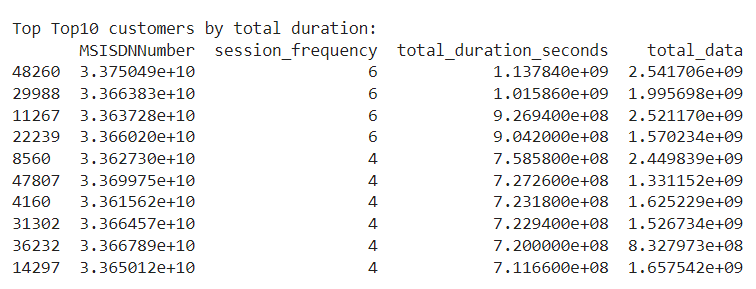 Top Top10 customers by total duration:
MSISDNNumber session_frequency total_duration_seconds total_data
48260 3.375049e+10 6 1.137840e+09 2.541706e+09
29988 3.366383e+10 6 1.015860e+09 1.995698e+09
11267 3.363728e+10 6 9.269400e+08 2.521170e+09
22239 3.366020e+10 6 9.042000e+08 1.570234e+09
8560 3.362730e+10 4 7.585800e+08 2.449839e+09
47807 3.369975e+10 4 7.272600e+08 1.331152e+09
4160 3.361562e+10 4 7.231800e+08 1.625229e+09
31302 3.366457e+10 4 7.229400e+08 1.526734e+09
36232 3.366789e+10 4 7.200000e+08 8.327973e+08
14297 3.365012e+10 4 7.116600e+08 1.657542e+09